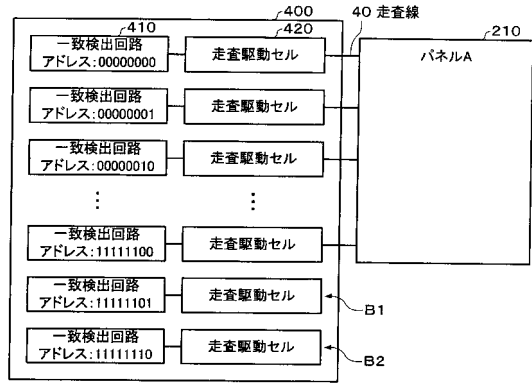 400
410
420
40 走査線
210
一致検出回路
アドレス:00000000
走査駆動セル
パネルA
一致検出回路
アドレス:00000001
走査駆動セル
一致検出回路
アドレス:00000010
走査駆動セル
一致検出回路
アドレス:11111100
走査駆動セル
一致検出回路
アドレス:11111101
走査駆動セル
B1
一致検出回路
アドレス:11111110
走査駆動セル
B2